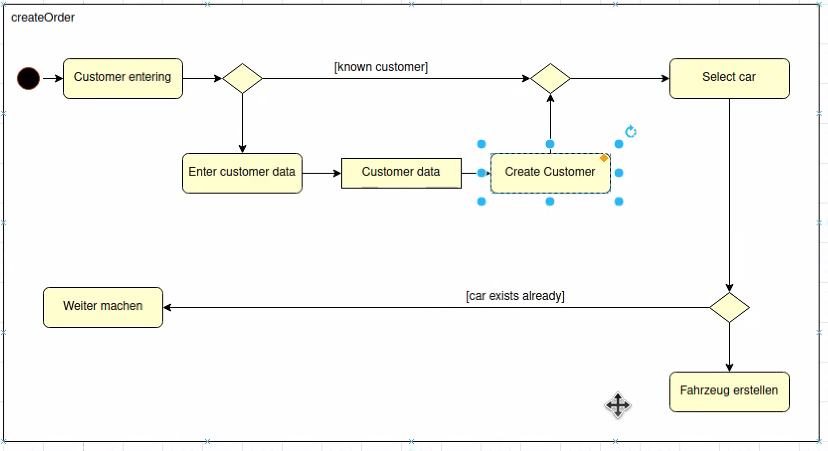 createOrder
[known customer]
Customer entering
Select car
Enter customer data
Customer data
Create Customer
[car exists already]
Weiter machen
Fahrzeug erstellen